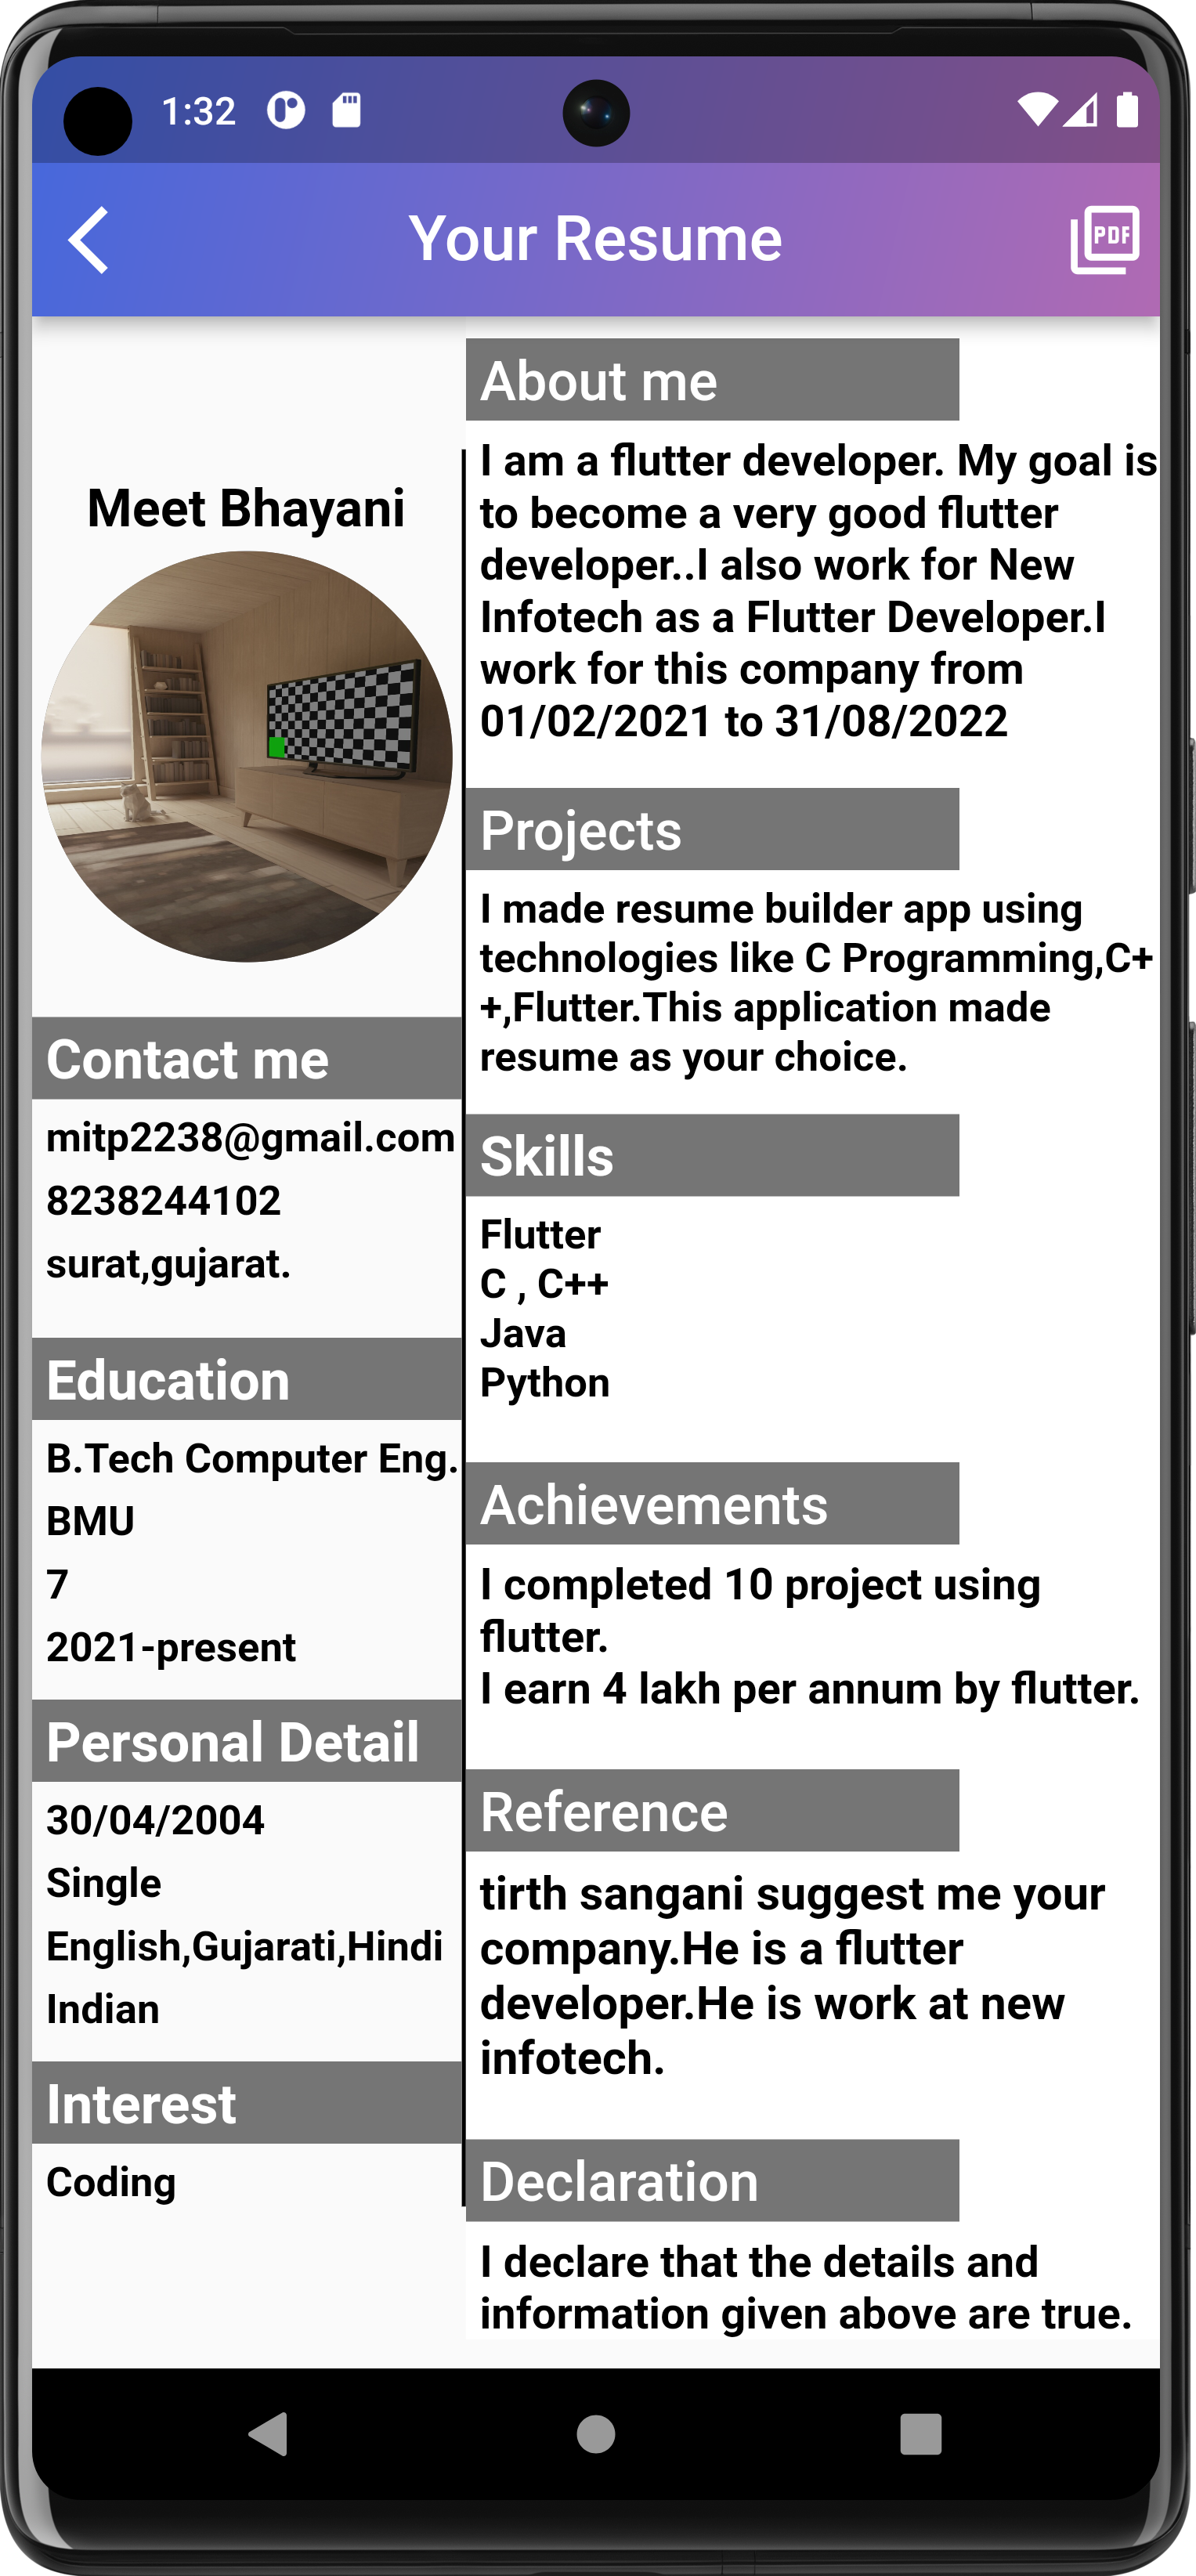 1:32
Your Resume
PDF
Meet Bhayani
Contact me
mitp2238@gmail.com
8238244102
surat,gujarat.
Education
B.Tech Computer Eng.
BMU
7
2021-present
Personal Detail
30/04/2004
Single
English,Gujarati,Hindi
Indian
Interest
Coding
About me
I am a flutter developer. My goal is
to become a very good flutter
developer..I also work for New
Infotech as a Flutter Developer.I
work for this company from
01/02/2021 to 31/08/2022
Projects
I made resume builder app using
technologies like C Programming,C+
+,Flutter.This application made
resume as your choice.
Skills
Flutter
C , C++
Java
Python
Achievements
I completed 10 project using
flutter.
I earn 4 lakh per annum by flutter.
Reference
tirth sangani suggest me your
company.He is a flutter
developer.He is work at new
infotech.
Declaration
I declare that the details and
information given above are true.